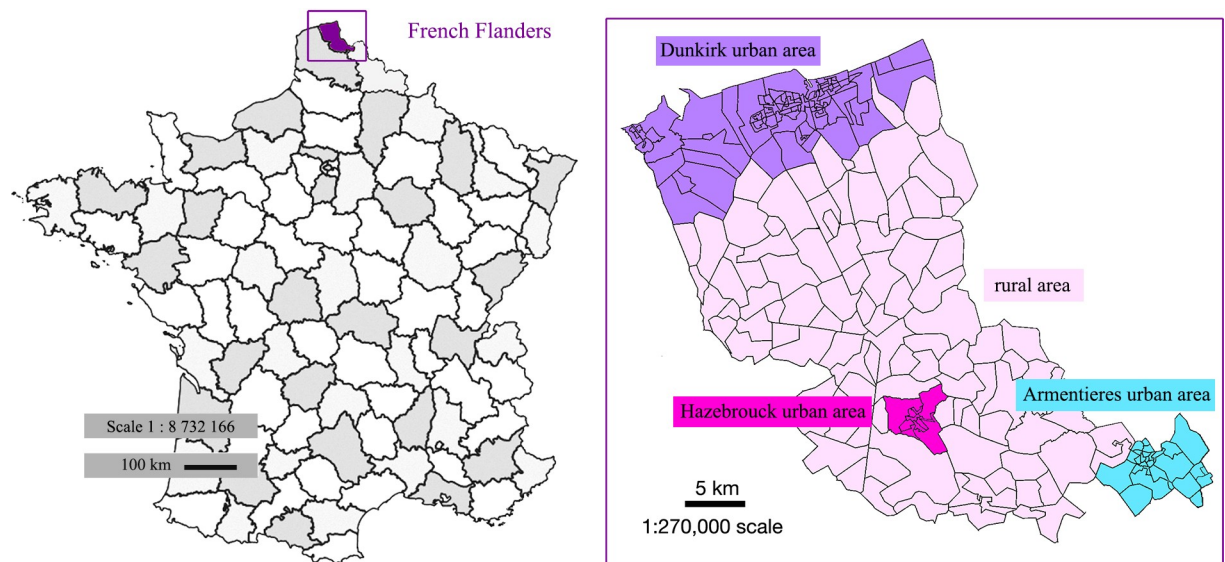 French Flanders
Scale 1 : 8 732 166
100 km
Dunkirk urban area
rural area
Hazebrouck urban area
Armentieres urban area
5 km
1:270,000 scale